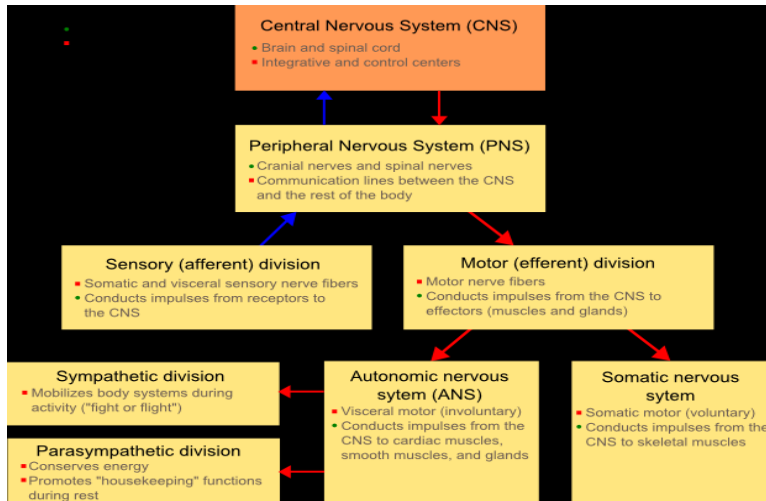 Central Nervous System (CNS)
Brain and spinal cord
Integrative and control centers
Peripheral Nervous System (PNS)
Cranial nerves and spinal nerves
Communication lines between the CNS
and the rest of the body
Sensory (afferent) division
Somatic and visceral sensory nerve fibers
Conducts impulses from receptors to
the CNS
Motor (efferent) division
Motor nerve fibers
Conducts impulses from the CNS to
effectors (muscles and glands)
Sympathetic division
Mobilizes body systems during
activity ("fight or flight")
Autonomic nervous
sytem (ANS)
Visceral motor (involuntary)
Conducts impulses from the
CNS to cardiac muscles,
smooth muscles, and glands
Somatic nervous
sytem
Somatic motor (voluntary)
Conducts impulses from the
CNS to skeletal muscles
Parasympathetic division
Conserves energy
Promotes "housekeeping" functions
during rest